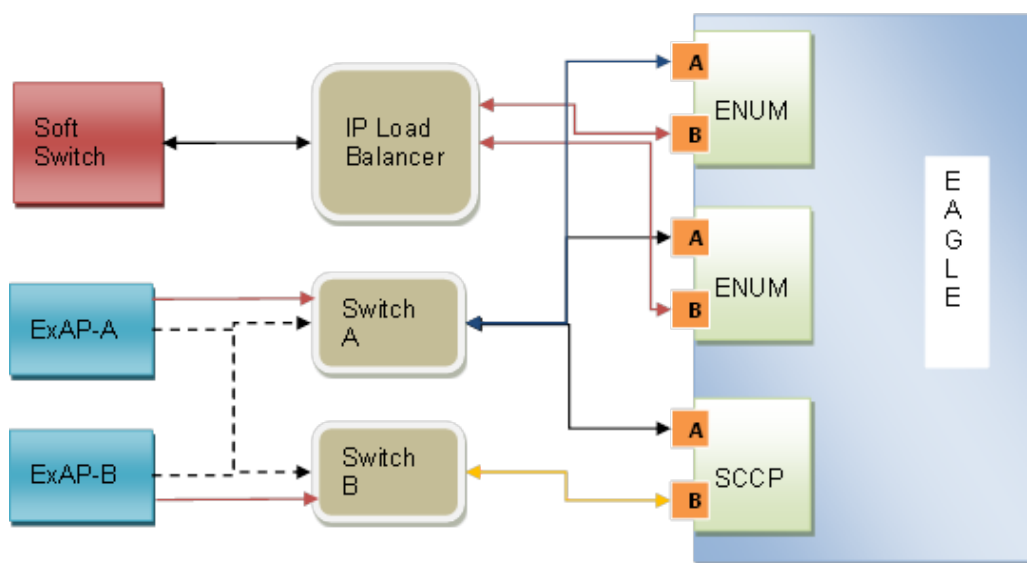 Soft
Switch
IP Load
Balancer
A
ENUM
B
E
A
G
L
E
A
ENUM
B
ExAP-A
Switch
A
ExAP-B
Switch
B
A
SCCP
B